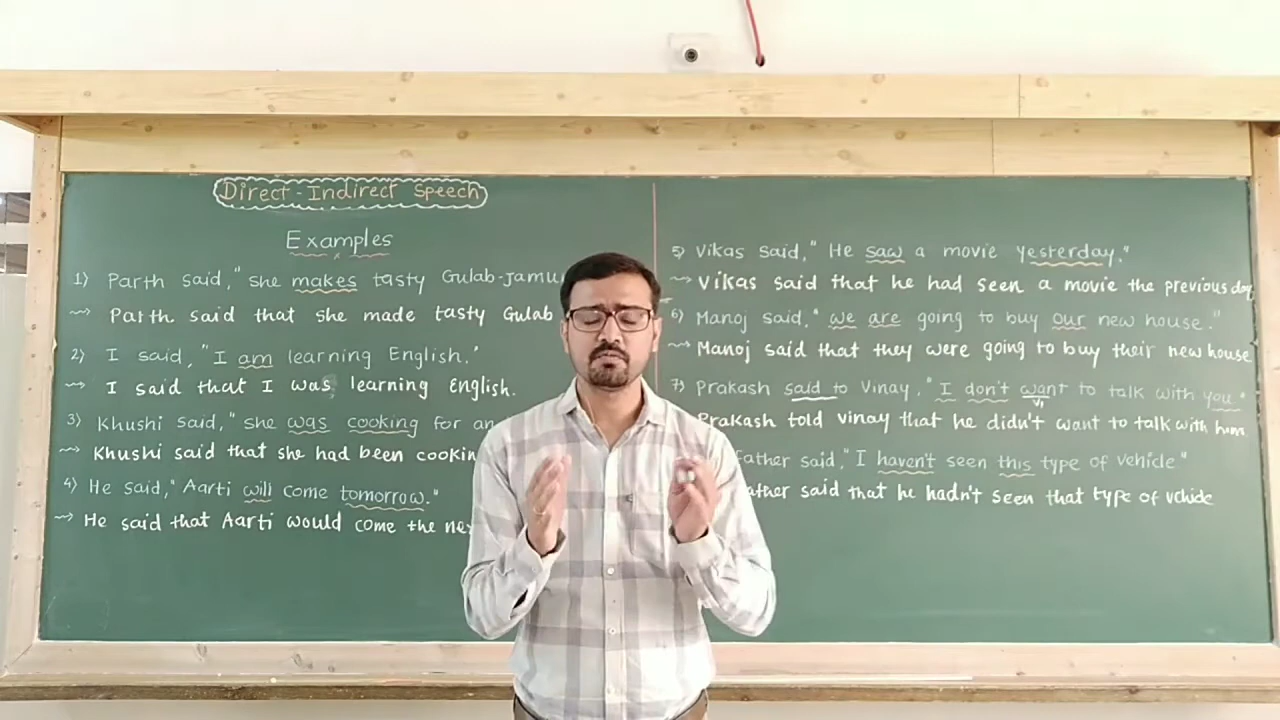 Direct-Indirect Speech
Examples
1) Parth said, "she makes tasty Gulab-jamu
~> Parth said that she made tasty Gulab
2) I said, "I am learning English."
~> I said that I was learning English.
3) Khushi said, "she was cooking for an
~> Khushi said that she had been cookin
4) He said, "Aarti will come tomorrow."
~> He said that Aarti would come the ne
5) Vikas said, "He saw a movie yesterday."
~> Vikas said that he had seen a movie the previous day
6) Manoj said, "we are going to buy our new house."
~> Manoj said that they were going to buy their new house
7) Prakash said to Vinay, "I don't want to talk with you."
V1
Prakash told vinay that he didn't want to talk with him.
Father said, "I haven't seen this type of vehicle"
ather said that he hadn't seen that type of vehicle